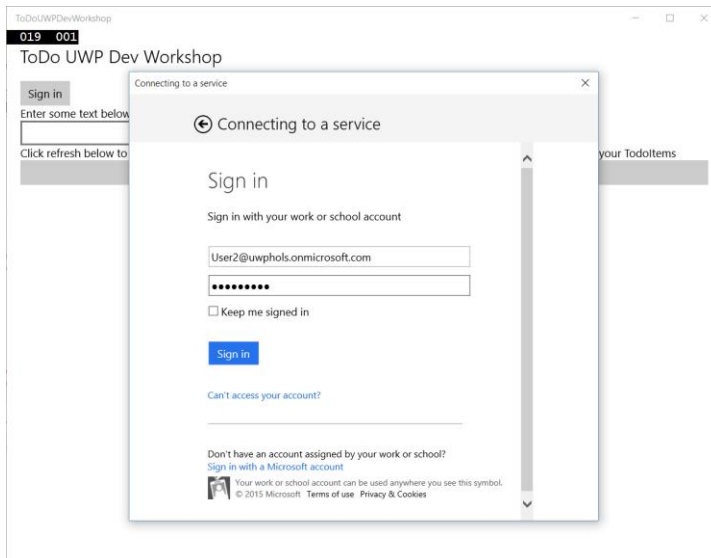 ToDoUWPDevWorkshop
019 001
ToDo UWP Dev Workshop
Sign in
Enter some text below
Click refresh below to
your TodoItems
Connecting to a service
Connecting to a service
Sign in
Sign in with your work or school account
User2@uwphols.onmicrosoft.com
•••••••••
Keep me signed in
Sign in
Can't access your account?
Don't have an account assigned by your work or school?
Sign in with a Microsoft account
Your work or school account can be used anywhere you see this symbol.
© 2015 Microsoft Terms of use Privacy & Cookies